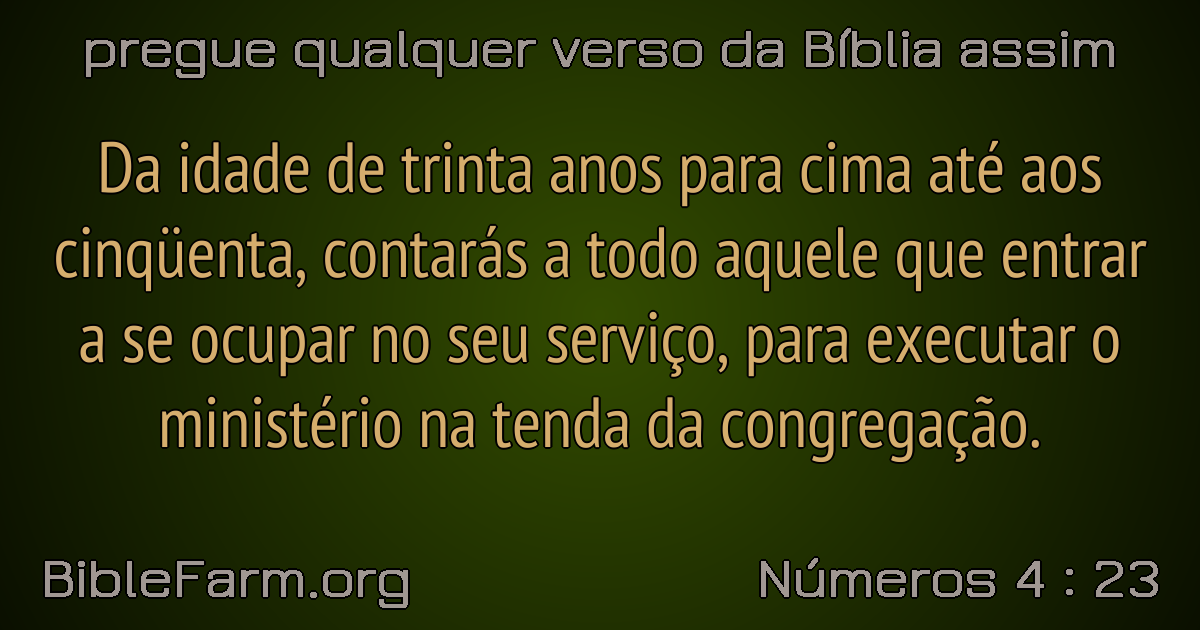 pregue qualquer verso da Bíblia assim
Da idade de trinta anos para cima até aos
cinqüenta, contarás a todo aquele que entrar
a se ocupar no seu serviço, para executar o
ministério na tenda da congregação.
BibleFarm.org
Números 4 : 23